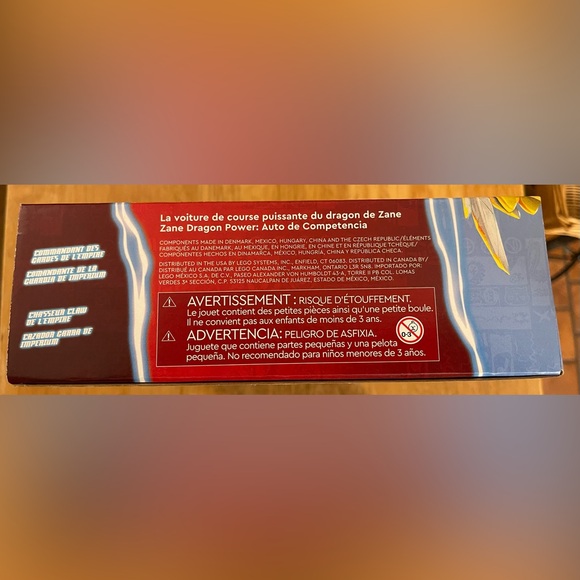 La voiture de course puissante du dragon de Zane
Zane Dragon Power: Auto de Competencia
COMPONENTS MADE IN DENMARK, MEXICO, HUNGARY, CHINA AND THE CZECH REPUBLIC/ÉLÉMENTS
FABRIQUÉS AU DANEMARK, AU MEXIQUE, EN HONGRIE, EN CHINE ET EN RÉPUBLIQUE TCHÈQUE/
COMPONENTES HECHOS EN DINAMARCA, MÉXICO, HUNGRÍA, CHINA Y REPÚBLICA CHECA.
DISTRIBUTED IN THE USA BY LEGO SYSTEMS, INC., ENFIELD, CT 06083. DISTRIBUTED IN CANADA BY/
DISTRIBUÉ AU CANADA PAR LEGO CANADA INC., MARKHAM, ONTARIO L3R 5N8. IMPORTADO POR:
LEGO MÉXICO S.A. DE C.V., PASEO ALEXANDER VON HUMBOLDT 43-A, TORRE II PB COL. LOMAS
VERDES 3ª SECCIÓN, C.P. 53125 NAUCALPAN DE JUÁREZ, ESTADO DE MÉXICO, MÉXICO.
AVERTISSEMENT : RISQUE D'ÉTOUFFEMENT.
Le jouet contient des petites pièces ainsi qu'une petite boule.
Il ne convient pas aux enfants de moins de 3 ans.
ADVERTENCIA: PELIGRO DE ASFIXIA.
Juguete que contiene partes pequeñas y una pelota
pequeña. No recomendado para niños menores de 3 años.
0-3
COMMANDANT DES
GARDES DE L'EMPIRE
COMANDANTE DE LA
GUARDIA DE IMPERIUM
CHASSEUR CLAW
DE L'EMPIRE
CAZADOR GARRA DE
IMPERIUM